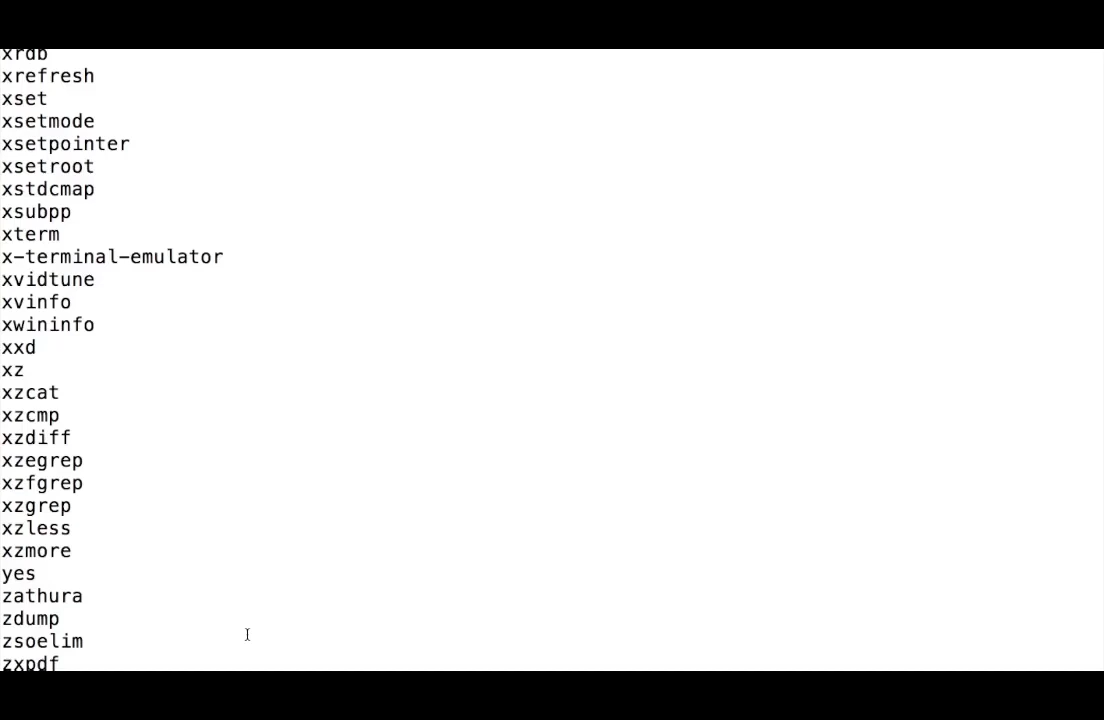 xrdb
xrefresh
xset
xsetmode
xsetpointer
xsetroot
xstdcmap
xsubpp
xterm
x-terminal-emulator
xvidtune
xvinfo
xwininfo
xxd
xz
xzcat
xzcmp
xzdiff
xzegrep
xzfgrep
xzgrep
xzless
xzmore
yes
zathura
zdump
zsoelim
zxpdf